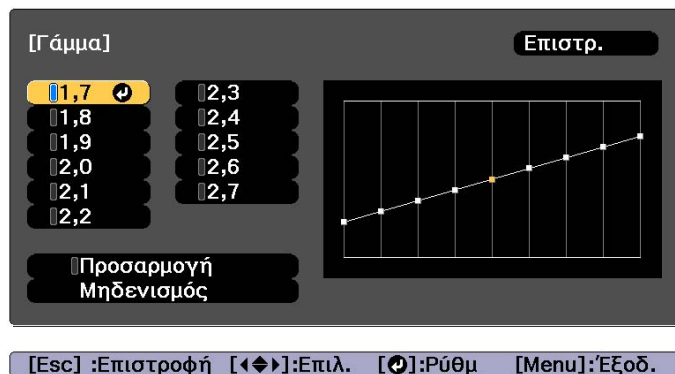 [Γάμμα] Επιστρ.
1,7 2,3
1,8 2,4
1,9 2,5
2,0 2,6
2,1 2,7
2,2
Προσαρμογή
Μηδενισμός
[Esc] :Επιστροφή [◀◆▶]:Επιλ. [↵]:Ρύθμ [Menu]:Έξοδ.